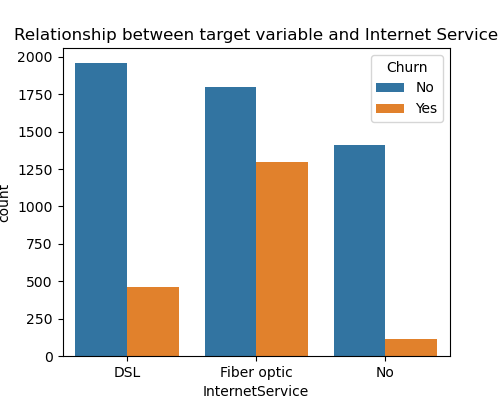 Relationship between target variable and Internet Service
2000
1750
1500
1250
1000
750
500
250
0
count
Churn
No
Yes
DSL Fiber optic No
InternetService